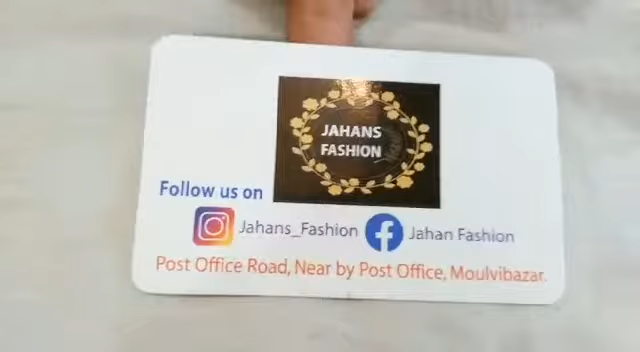 JAHANS
FASHION
Follow us on
Jahans_Fashion Jahan Fashion
Post Office Road, Near by Post Office, Moulvibazar.